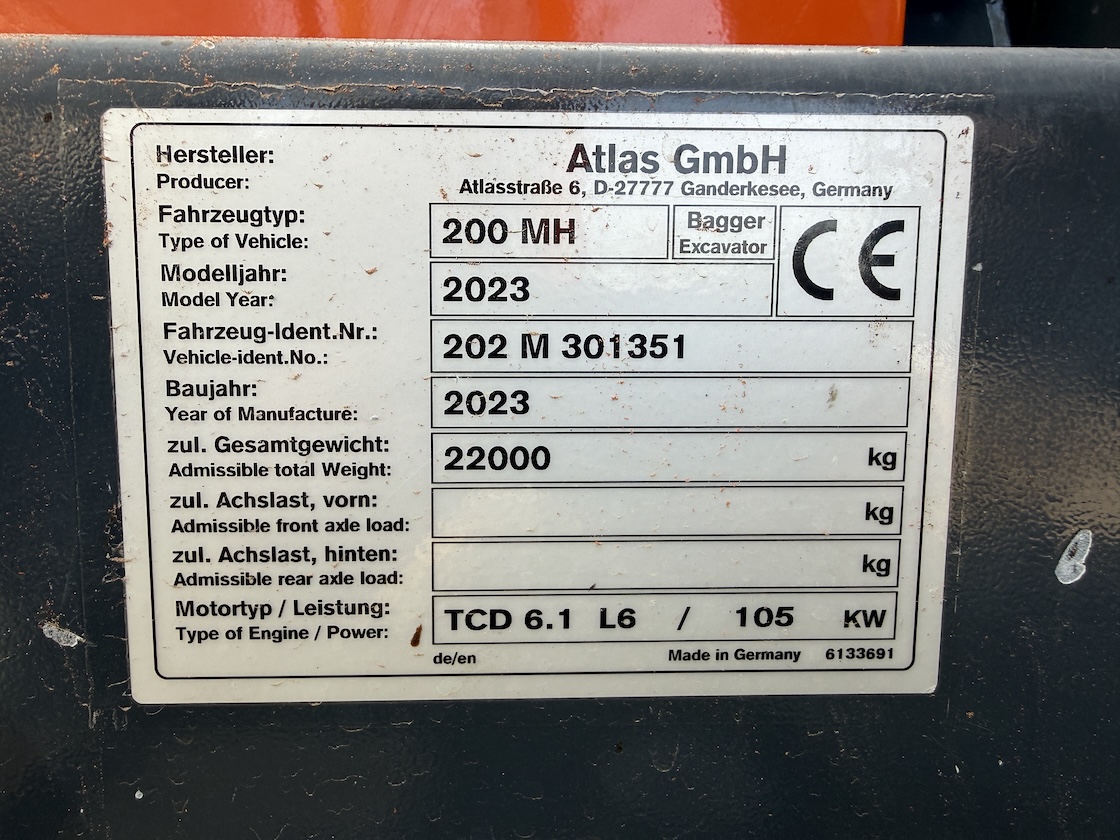 Hersteller:
Atlas GmbH
Producer:
Atlasstraße 6, D-27777 Ganderkesee, Germany
Fahrzeugtyp:
Type of Vehicle:
200 MH
Bagger
Excavator
CE
Modelljahr:
Model Year:
2023
Fahrzeug-Ident.Nr.:
Vehicle-ident.No.:
202 M 301351
Baujahr:
Year of Manufacture:
2023
zul. Gesamtgewicht:
Admissible total Weight:
22000 kg
zul. Achslast, vorn:
Admissible front axle load:
kg
zul. Achslast, hinten:
Admissible rear axle load:
kg
Motortyp / Leistung:
Type of Engine / Power:
TCD 6.1 L6 / 105 KW
de/en
Made in Germany 6133691